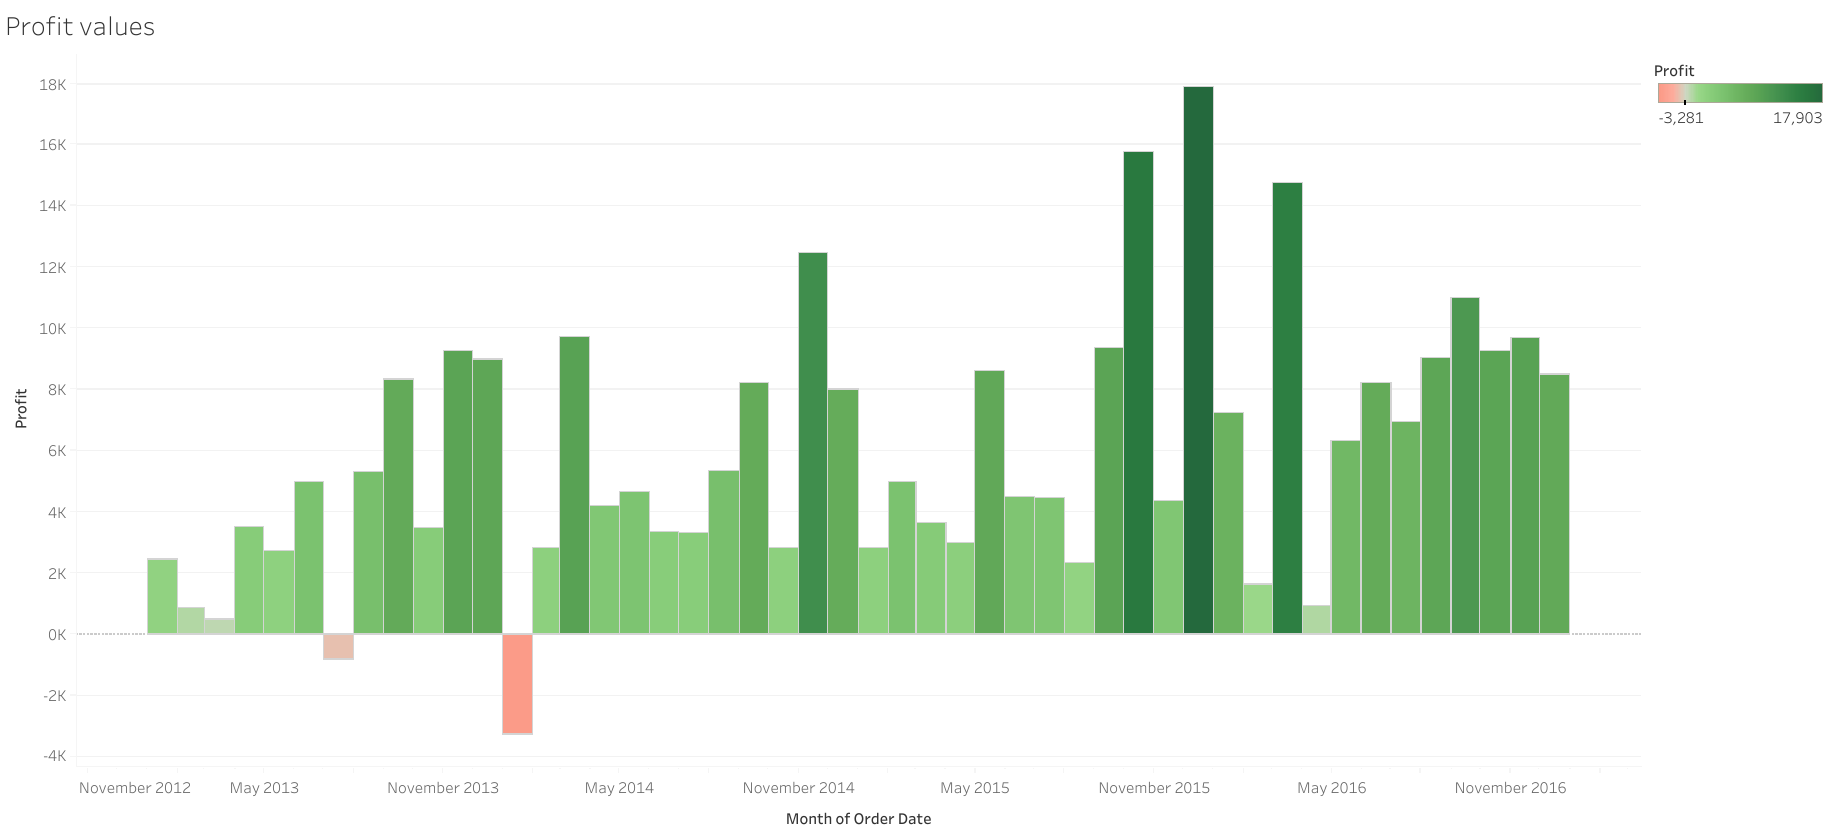 Profit values
Profit
-3,281 17,903
18K
16K
14K
12K
10K
8K
6K
4K
2K
0K
-2K
-4K
Profit
November 2012 May 2013 November 2013 May 2014 November 2014 May 2015 November 2015 May 2016 November 2016
Month of Order Date